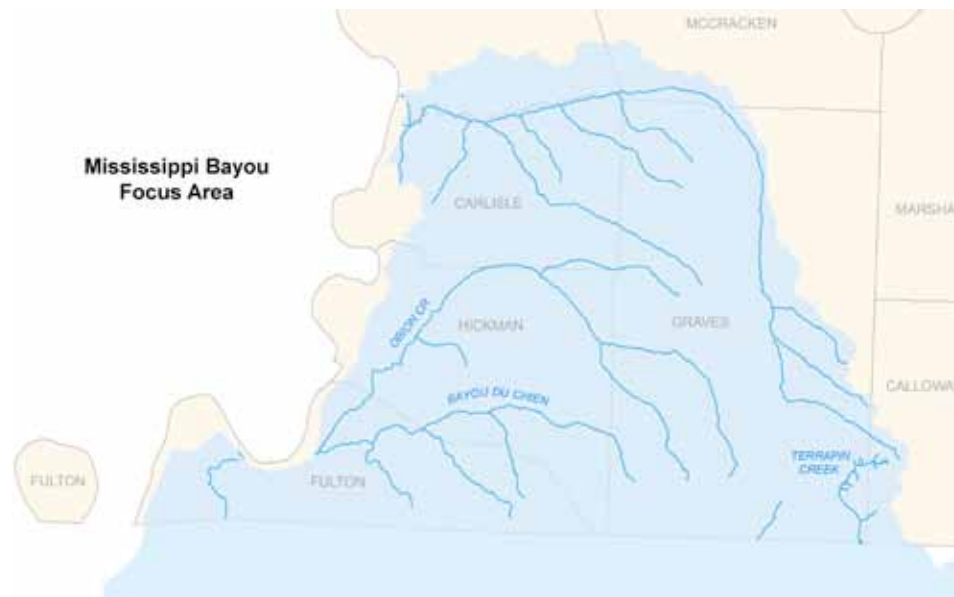 MCCRACKEN
Mississippi Bayou
Focus Area
CARLISLE
MARSHA
OBION CR
HICKMAN
GRAVES
CALLOWA
BAYOU DU CHIEN
TERRAPIN
CREEK
FULTON
FULTON